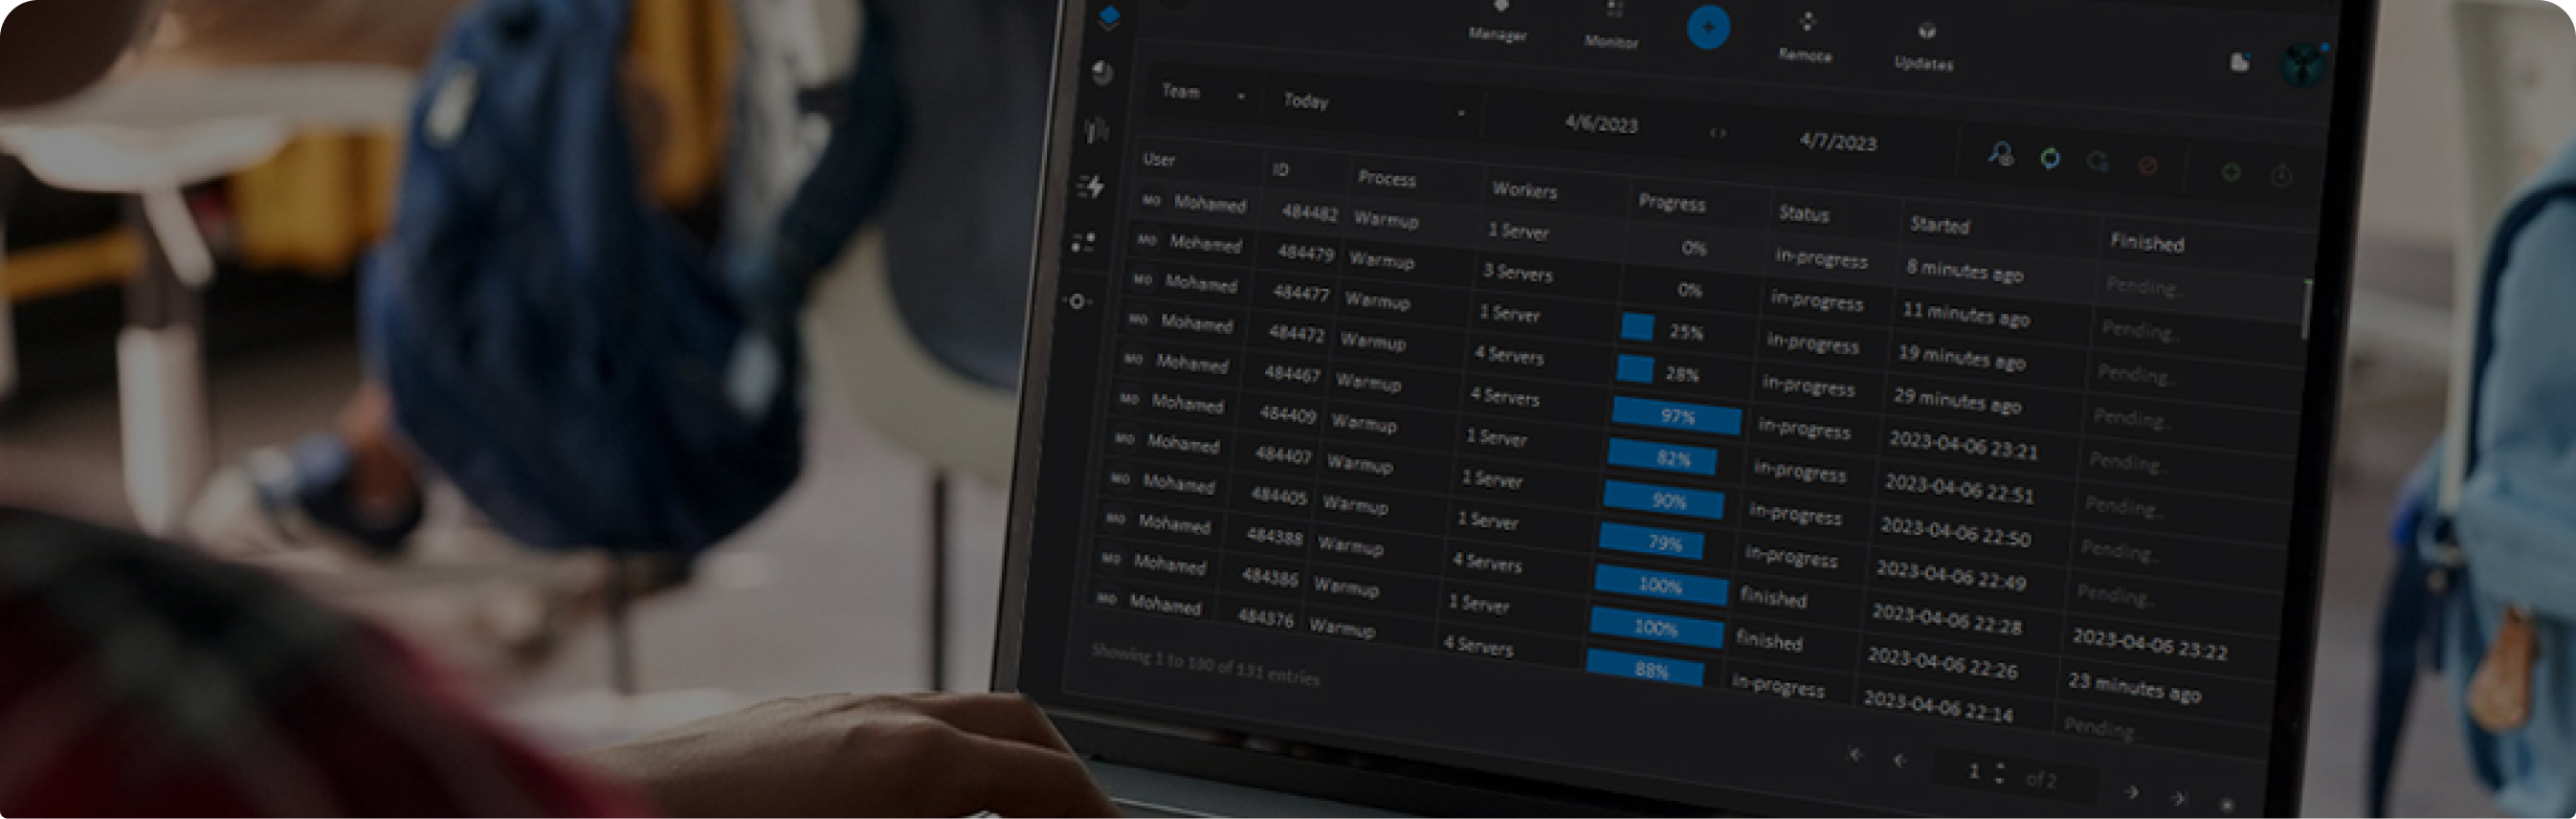 Manager Monitor Remote Updates
Team Today 4/6/2023 4/7/2023
User ID Process Workers Progress Status Started Finished
MO Mohamed 484482 Warmup 1 Server 0% in-progress 8 minutes ago Pending..
MO Mohamed 484479 Warmup 3 Servers 0% in-progress 11 minutes ago Pending..
MO Mohamed 484477 Warmup 1 Server 25% in-progress 19 minutes ago Pending..
MO Mohamed 484472 Warmup 4 Servers 28% in-progress 29 minutes ago Pending..
MO Mohamed 484467 Warmup 4 Servers 97% in-progress 2023-04-06 23:21 Pending..
MO Mohamed 484409 Warmup 1 Server 82% in-progress 2023-04-06 22:51 Pending..
MO Mohamed 484407 Warmup 1 Server 90% in-progress 2023-04-06 22:50 Pending..
MO Mohamed 484405 Warmup 1 Server 79% in-progress 2023-04-06 22:49 Pending..
MO Mohamed 484388 Warmup 4 Servers 100% finished 2023-04-06 22:28 2023-04-06 23:22
MO Mohamed 484386 Warmup 1 Server 100% finished 2023-04-06 22:26 23 minutes ago
MO Mohamed 484376 Warmup 4 Servers 88% in-progress 2023-04-06 22:14 Pending..
Showing 1 to 100 of 131 entries
1 of 2